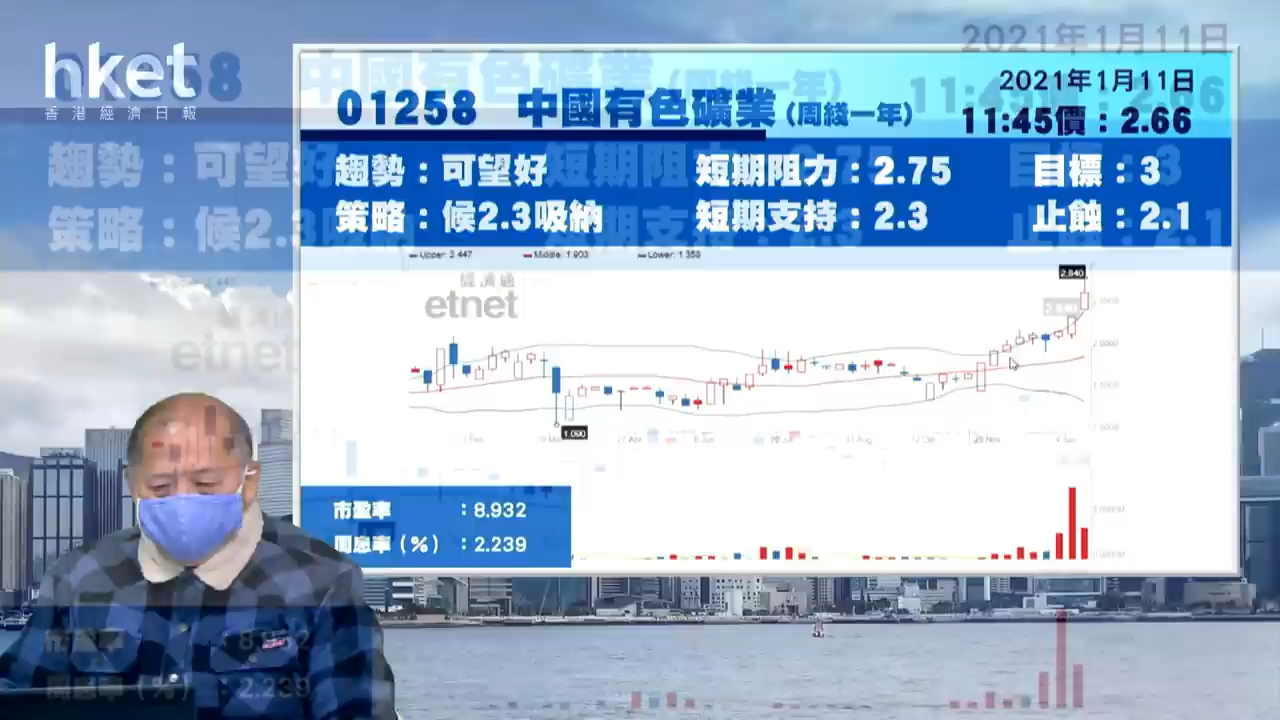 hket
香港經濟日報
2021年1月11日
01258 中國有色礦業(周綫一年)
11:45價：2.66
趨勢：可望好 短期阻力：2.75 目標：3
策略：候2.3吸納 短期支持：2.3 止蝕：2.1
Upper: 3.447 Middle: 1.903 Lower: 1.359
經濟通
etnet
2.840
1.090
市盈率 ：8.932
周息率（%）：2.239